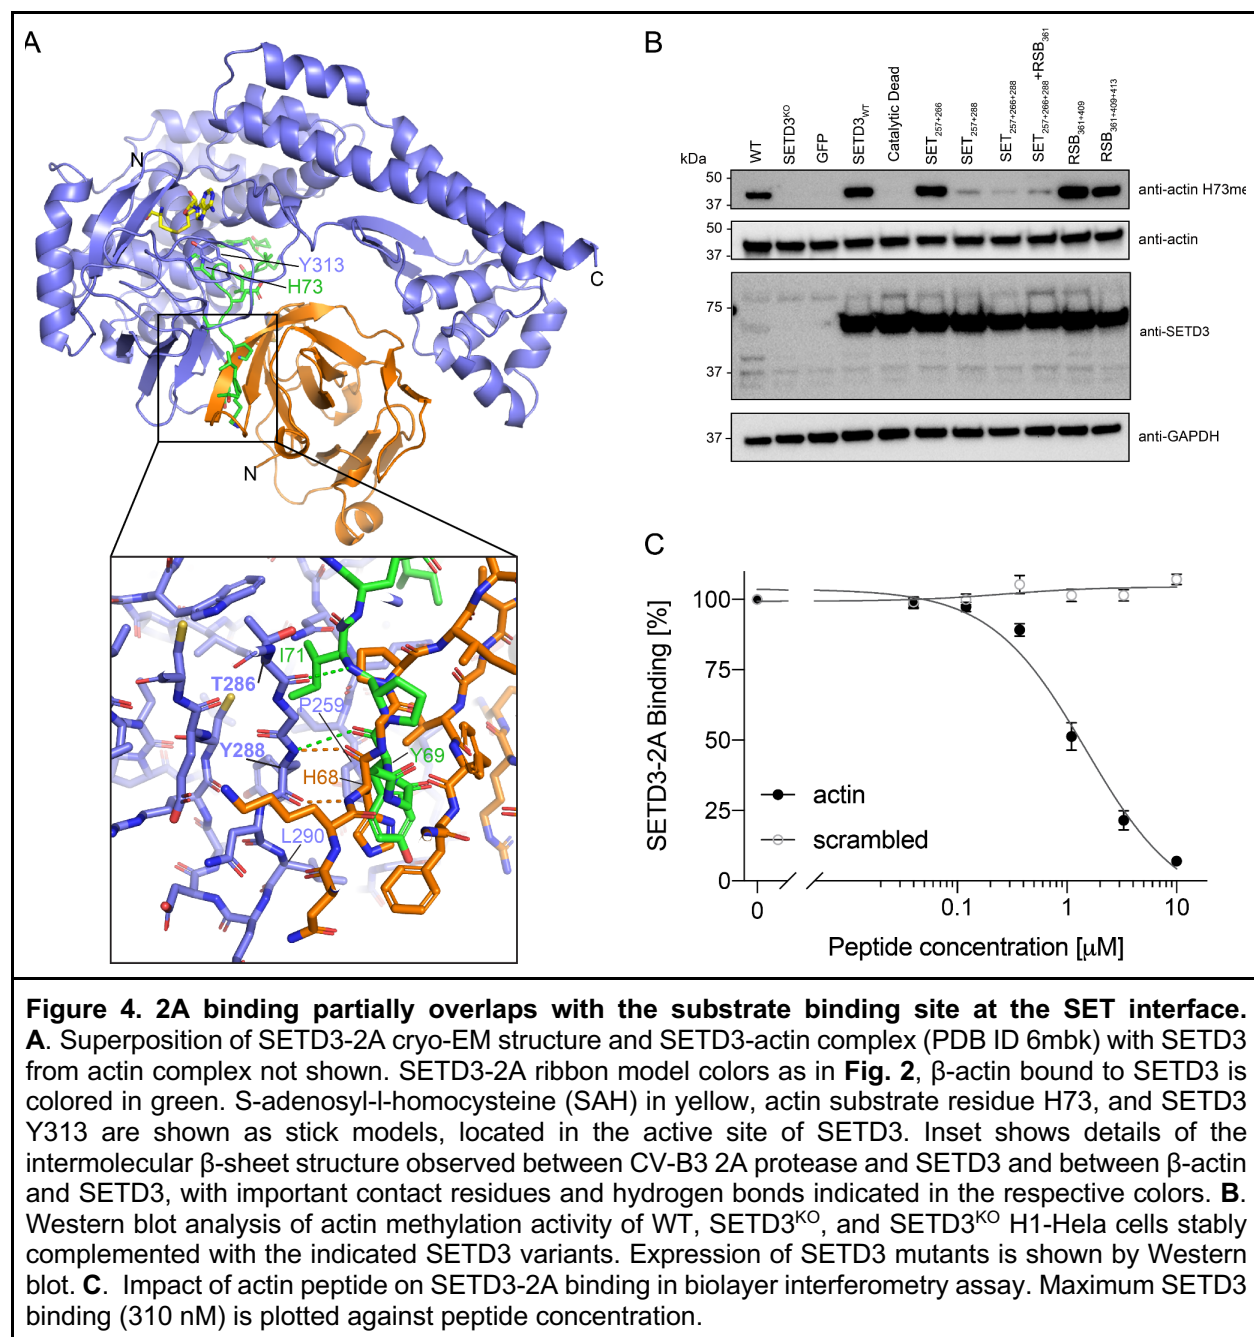 A
N
Y313
H73
C
N
I71
T286
P259
Y288
Y69
H68
L290
B
WT
SETD3KO
GFP
SETD3WT
Catalytic Dead
SET257+266
SET257+288
SET257+266+288
SET257+266+288+RSB361
RSB361+409
RSB361+409+413
kDa
50
37
anti-actin H73me
50
37
anti-actin
75
37
anti-SETD3
37
anti-GAPDH
C
SETD3-2A Binding [%]
100
75
50
25
0
actin
scrambled
0
0.1
1
10
Peptide concentration [μM]
Figure 4. 2A binding partially overlaps with the substrate binding site at the SET interface.
A. Superposition of SETD3-2A cryo-EM structure and SETD3-actin complex (PDB ID 6mbk) with SETD3
from actin complex not shown. SETD3-2A ribbon model colors as in Fig. 2, β-actin bound to SETD3 is
colored in green. S-adenosyl-l-homocysteine (SAH) in yellow, actin substrate residue H73, and SETD3
Y313 are shown as stick models, located in the active site of SETD3. Inset shows details of the
intermolecular β-sheet structure observed between CV-B3 2A protease and SETD3 and between β-actin
and SETD3, with important contact residues and hydrogen bonds indicated in the respective colors. B.
Western blot analysis of actin methylation activity of WT, SETD3KO, and SETD3KO H1-Hela cells stably
complemented with the indicated SETD3 variants. Expression of SETD3 mutants is shown by Western
blot. C. Impact of actin peptide on SETD3-2A binding in biolayer interferometry assay. Maximum SETD3
binding (310 nM) is plotted against peptide concentration.